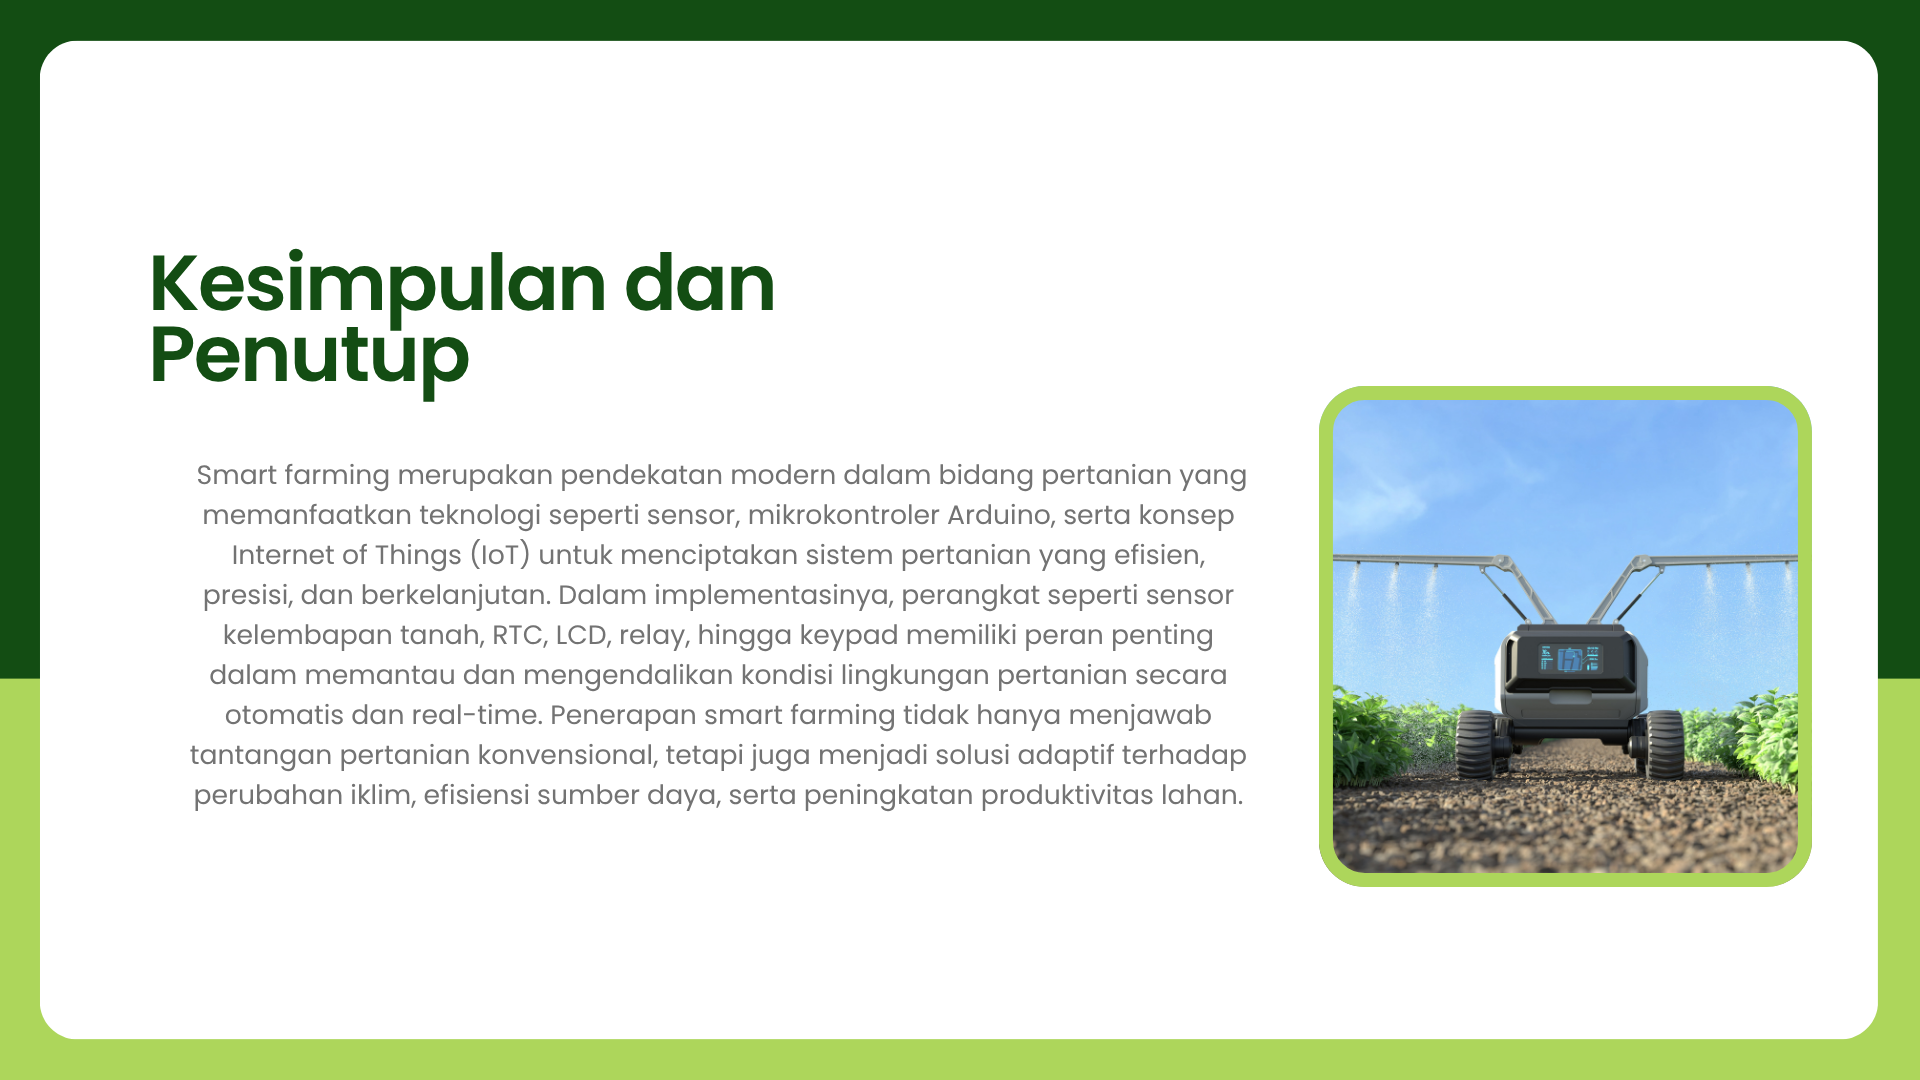 Kesimpulan dan
Penutup
Smart farming merupakan pendekatan modern dalam bidang pertanian yang
memanfaatkan teknologi seperti sensor, mikrokontroler Arduino, serta konsep
Internet of Things (IoT) untuk menciptakan sistem pertanian yang efisien,
presisi, dan berkelanjutan. Dalam implementasinya, perangkat seperti sensor
kelembapan tanah, RTC, LCD, relay, hingga keypad memiliki peran penting
dalam memantau dan mengendalikan kondisi lingkungan pertanian secara
otomatis dan real-time. Penerapan smart farming tidak hanya menjawab
tantangan pertanian konvensional, tetapi juga menjadi solusi adaptif terhadap
perubahan iklim, efisiensi sumber daya, serta peningkatan produktivitas lahan.